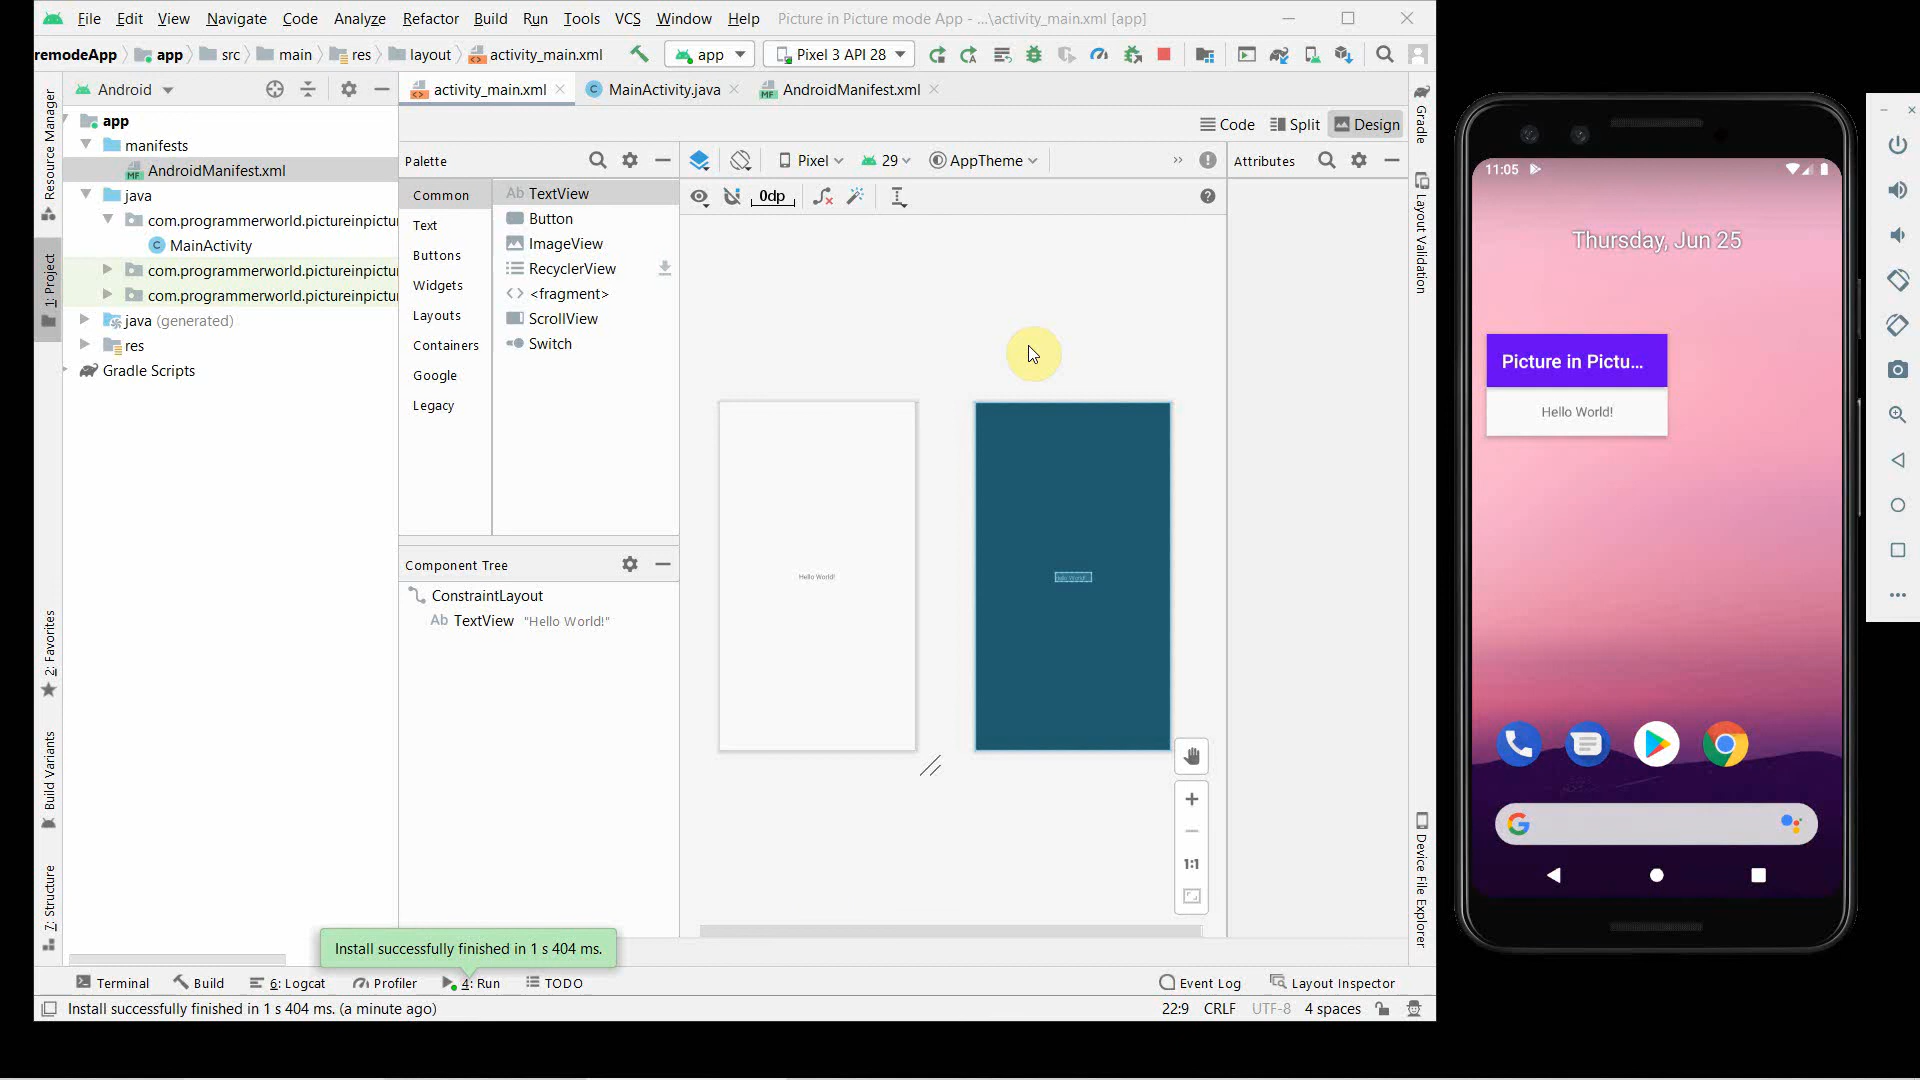 File Edit View Navigate Code Analyze Refactor Build Run Tools VCS Window Help Picture in Picture mode App - ...\activity_main.xml [app]
remodeApp app src main res layout activity_main.xml app Pixel 3 API 28
Android
activity_main.xml MainActivity.java AndroidManifest.xml
Code Split Design
app
manifests
AndroidManifest.xml
java
com.programmerworld.pictureinpictu
MainActivity
com.programmerworld.pictureinpictu
com.programmerworld.pictureinpictu
java (generated)
res
Gradle Scripts
Resource Manager
1: Project
2: Favorites
Build Variants
7: Structure
Palette
Common
Text
Buttons
Widgets
Layouts
Containers
Google
Legacy
Ab TextView
Button
ImageView
RecyclerView
<fragment>
ScrollView
Switch
Pixel 29 AppTheme
0dp
Attributes
Component Tree
ConstraintLayout
Ab TextView "Hello World!"
Hello World!
Hello World!
1:1
Gradle
Layout Validation
Device File Explorer
Install successfully finished in 1 s 404 ms.
Terminal Build 6: Logcat Profiler 4: Run TODO Event Log Layout Inspector
Install successfully finished in 1 s 404 ms. (a minute ago) 22:9 CRLF UTF-8 4 spaces
11:05
Thursday, Jun 25
Picture in Pictu...
Hello World!